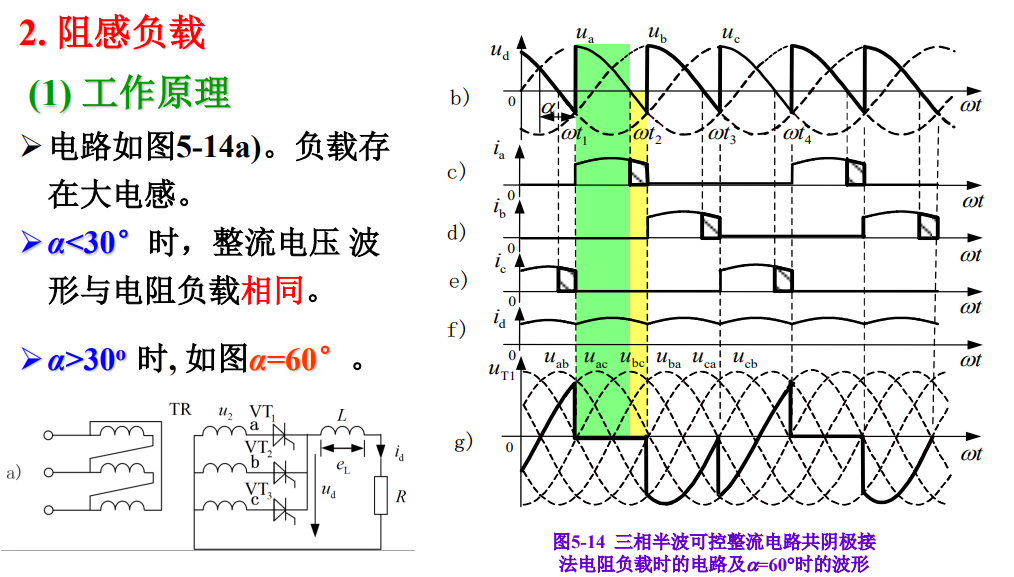 2. 阻感负载
(1) 工作原理
➢电路如图5-14a)。负载存
在大电感。
➢α<30°时，整流电压 波
形与电阻负载相同。
➢α>30o 时, 如图α=60°。
a)
TR
u2
VT1
a
VT2
b
VT3
c
L
eL
id
ud
R
b)
ud
ua
ub
uc
0
α
ωt1
ωt2
ωt3
ωt4
ωt
c)
ia
0
ωt
d)
ib
0
ωt
e)
ic
0
ωt
f)
id
0
ωt
g)
uT1
uab
uac
ubc
uba
uca
ucb
0
ωt
图5-14 三相半波可控整流电路共阴极接
法电阻负载时的电路及α=60°时的波形